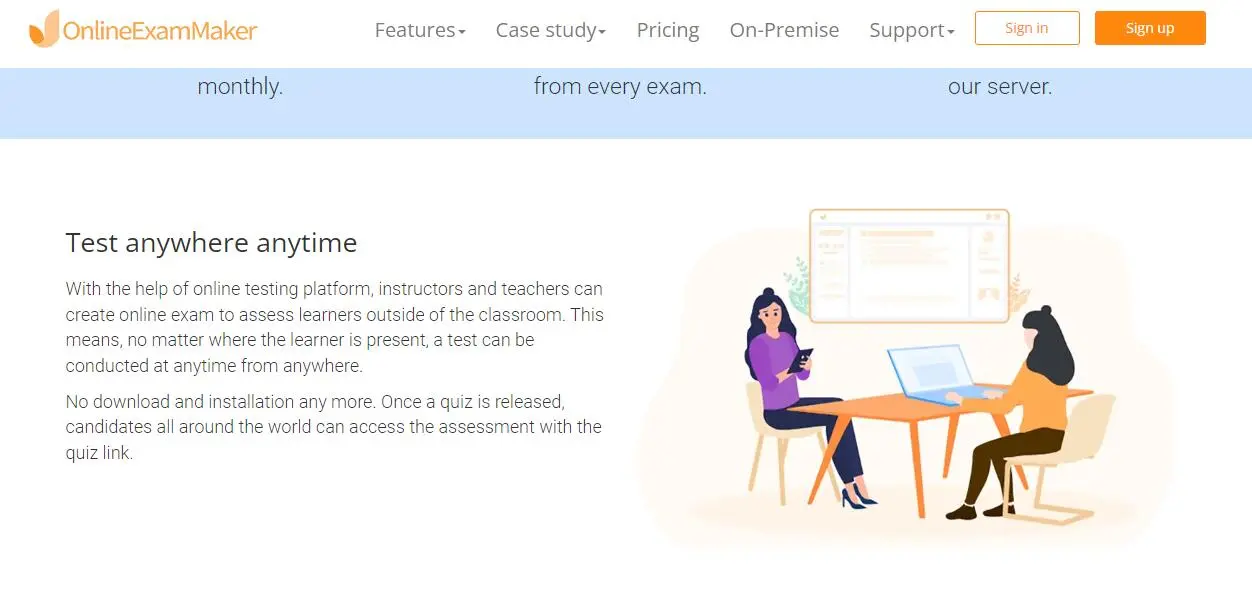 OnlineExamMaker
Features
Case study
Pricing
On-Premise
Support
Sign in
Sign up
monthly.
from every exam.
our server.
Test anywhere anytime
With the help of online testing platform, instructors and teachers can
create online exam to assess learners outside of the classroom. This
means, no matter where the learner is present, a test can be
conducted at anytime from anywhere.
No download and installation any more. Once a quiz is released,
candidates all around the world can access the assessment with the
quiz link.